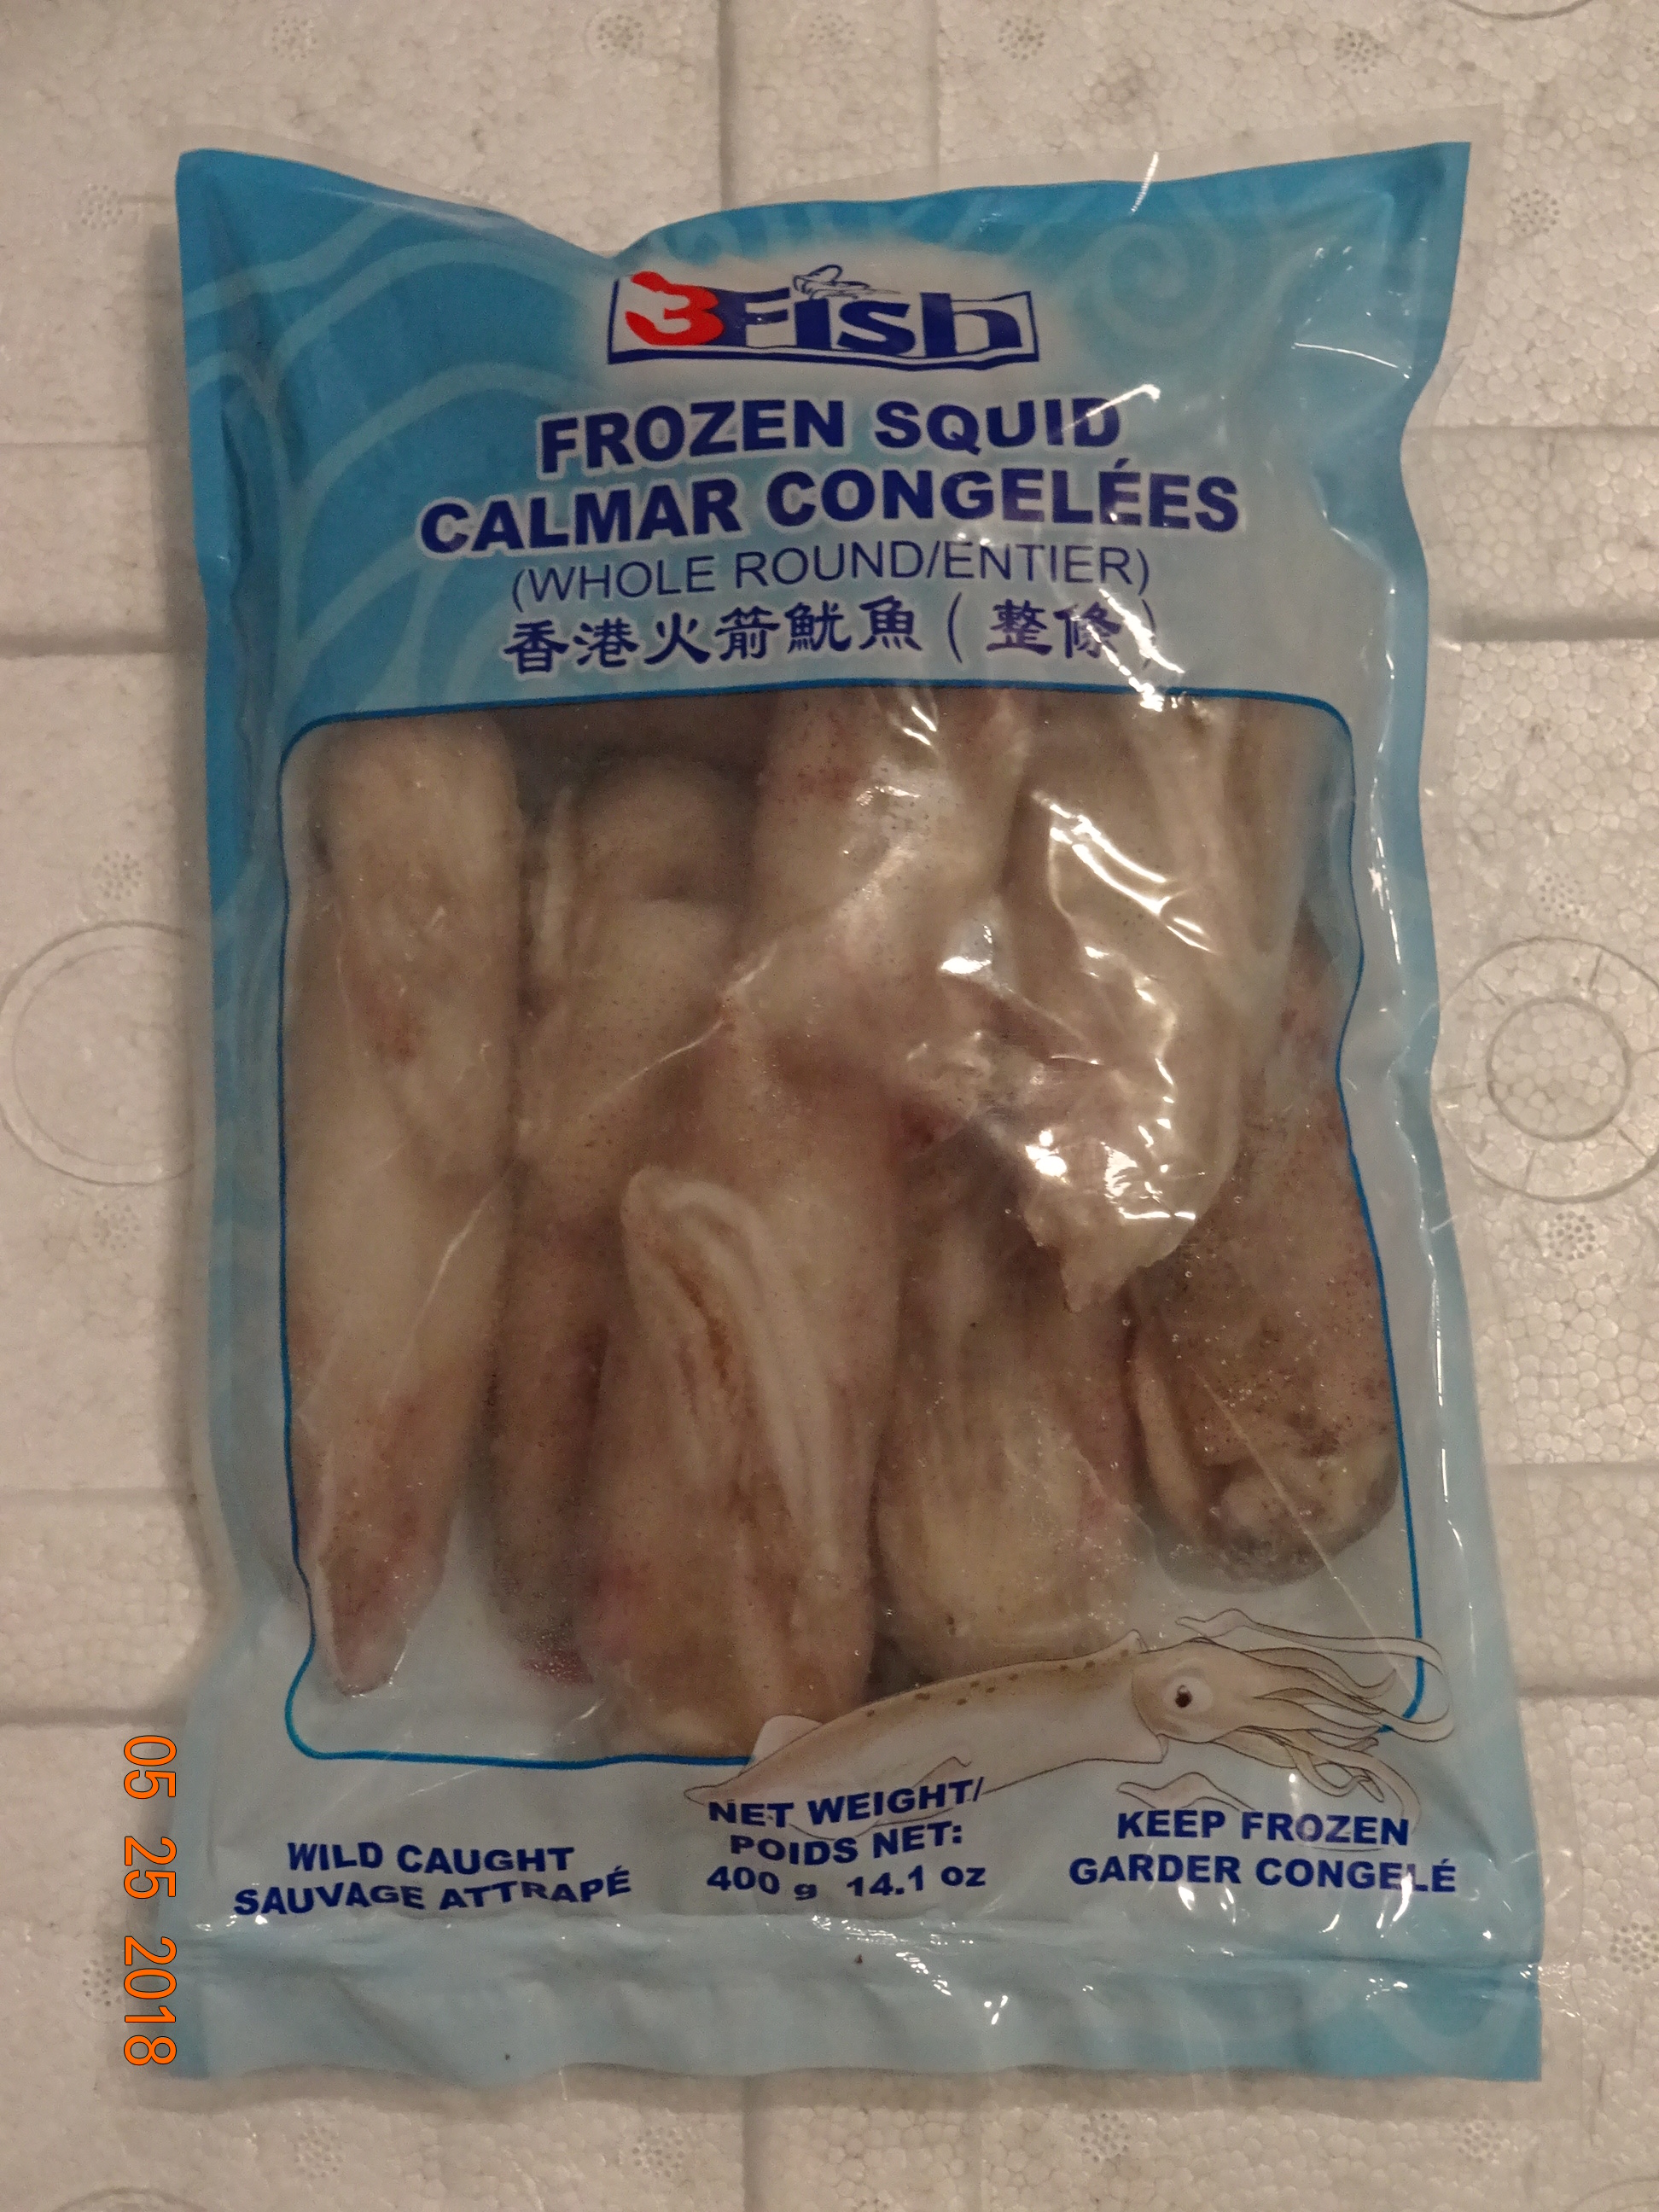 3Fish
FROZEN SQUID
CALMAR CONGELÉES
(WHOLE ROUND/ENTIER)
香港火箭魷魚(整條)
WILD CAUGHT
SAUVAGE ATTRAPÉ
NET WEIGHT/
POIDS NET:
400 g 14.1 oz
KEEP FROZEN
GARDER CONGELÉ
05 25 2018